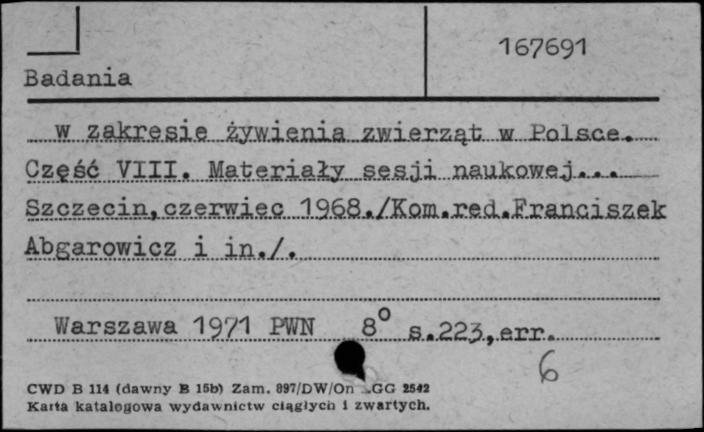 167691
Badania
w zakresie żywienia zwierząt w Polsce.
Część VIII. Materiały sesji naukowej...
Szczecin,czerwiec 1968./Kom.red.Franciszek
Abgarowicz i in./.
Warszawa 1971 PWN 8° s.223,err.
6
CWD B 114 (dawny B 15b) Zam. 897/DW/On GG 2542
Karta katalogowa wydawnictw ciągłych i zwartych.